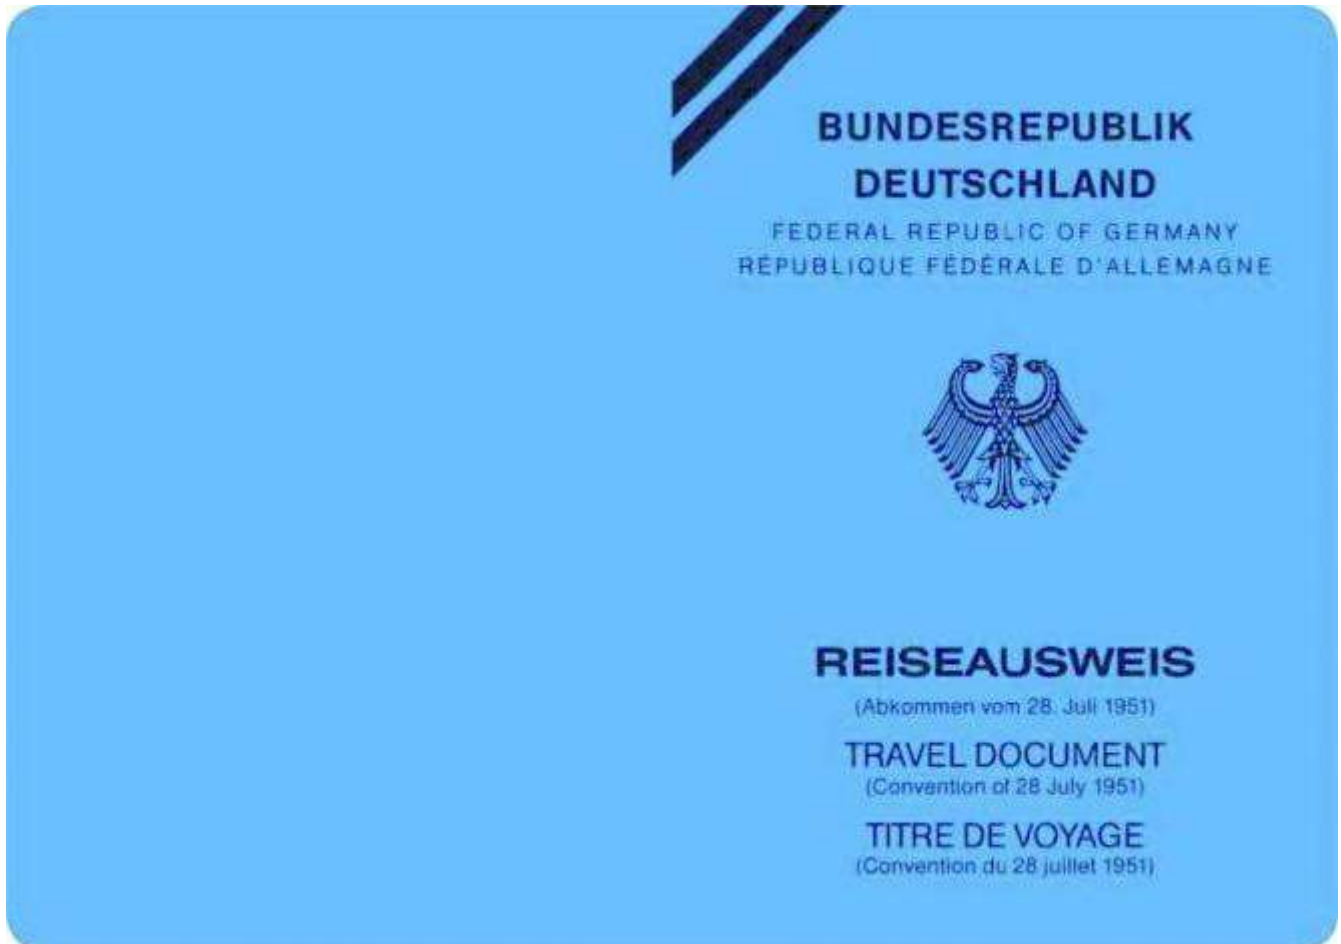 BUNDESREPUBLIK
DEUTSCHLAND
FEDERAL REPUBLIC OF GERMANY
RÉPUBLIQUE FÉDÉRALE D'ALLEMAGNE
REISEAUSWEIS
(Abkommen vom 28. Juli 1951)
TRAVEL DOCUMENT
(Convention of 28 July 1951)
TITRE DE VOYAGE
(Convention du 28 juillet 1951)